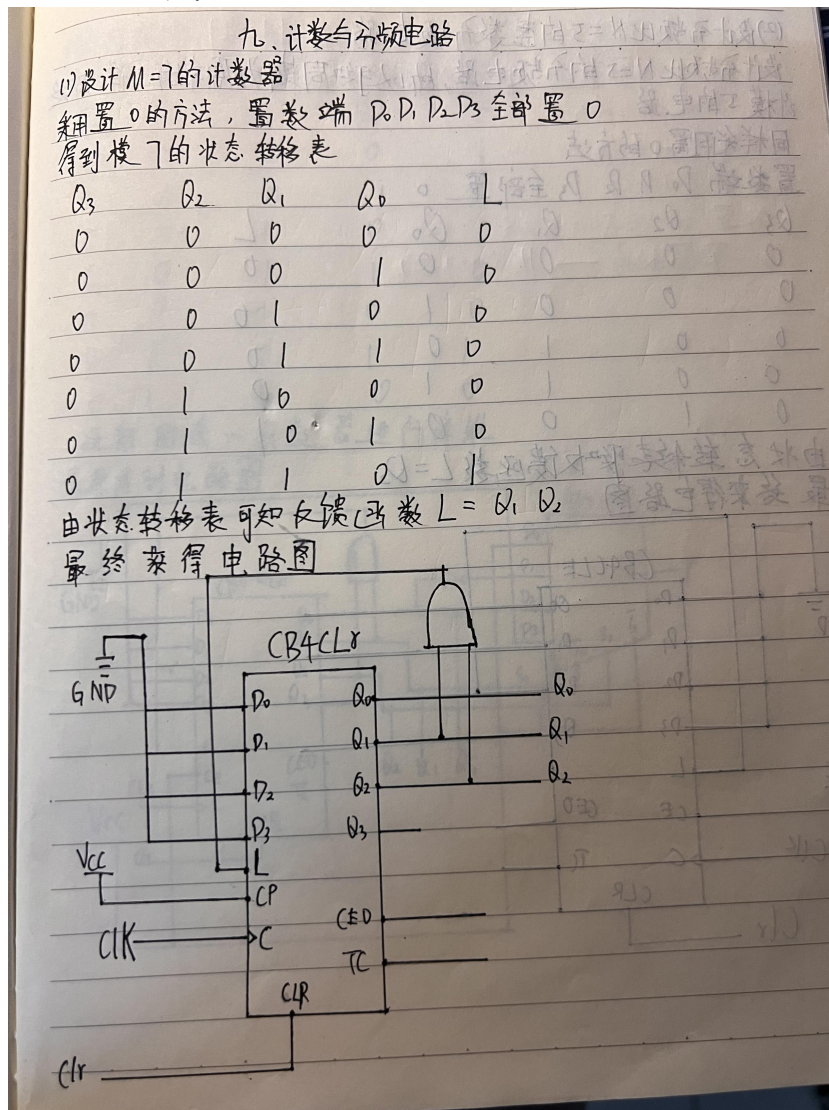 九、计数与分频电路
(1)设计M=7的计数器
采用置0的方法，置数端 D0 D1 D2 D3 全部置 0
得到模7的状态转移表
Q3 Q2 Q1 Q0 L
0 0 0 0 0
0 0 0 1 0
0 0 1 0 0
0 0 1 1 0
0 1 0 0 0
0 1 0 1 0
0 1 1 0 1
由状态转移表可知反馈函数 L = Q1 Q2
最终获得电路图
CB4CLr
GND
D0 Q0 Q0
D1 Q1 Q1
D2 Q2 Q2
D3 Q3
VCC
L
CP
CEO
ClK C
TC
CLR
Clr